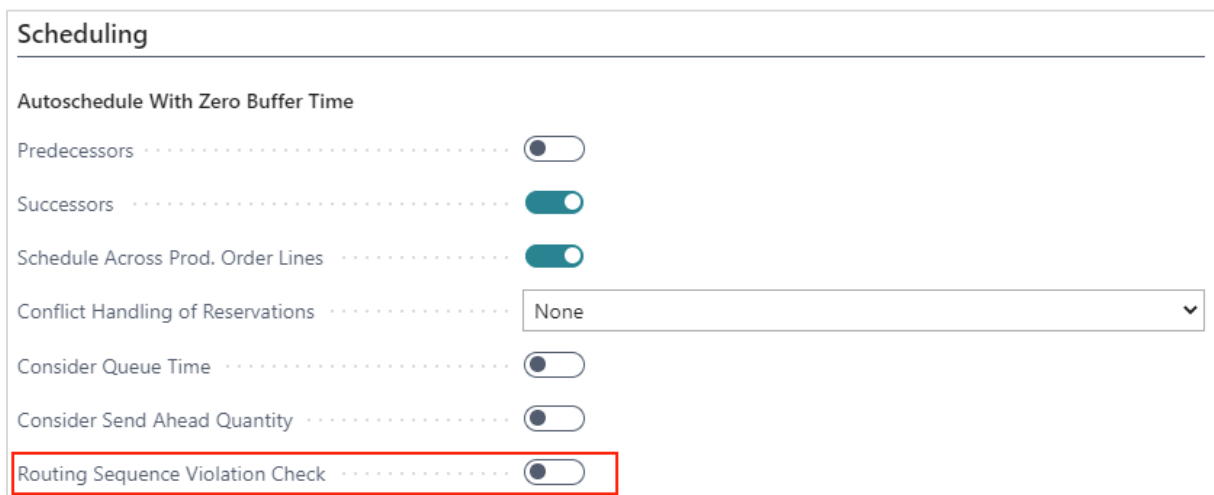 Scheduling
Autoschedule With Zero Buffer Time
Predecessors
Successors
Schedule Across Prod. Order Lines
Conflict Handling of Reservations None
Consider Queue Time
Consider Send Ahead Quantity
Routing Sequence Violation Check